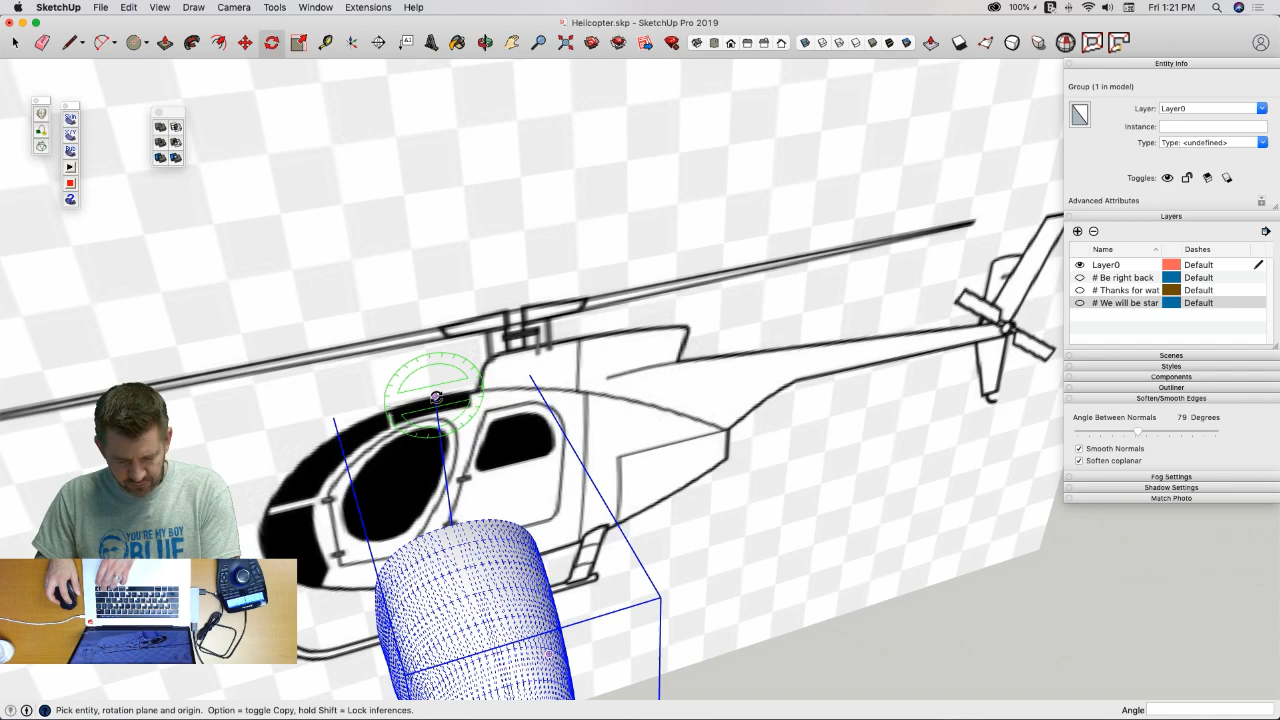 SketchUp File Edit View Draw Camera Tools Window Extensions Help 100% Fri 1:21 PM
Helicopter.skp - SketchUp Pro 2019
Entity Info
Group (1 in model)
Layer: Layer0
Instance:
Type: Type: <undefined>
Toggles:
Advanced Attributes
Layers
Name Dashes
Layer0 Default
# Be right back Default
# Thanks for wat Default
# We will be star Default
Scenes
Styles
Components
Outliner
Soften/Smooth Edges
Angle Between Normals 79 Degrees
Smooth Normals
Soften coplanar
Fog Settings
Shadow Settings
Match Photo
YOU'RE MY BOY
BLUE
Pick entity, rotation plane and origin. Option = toggle Copy, hold Shift = Lock inferences.
Angle